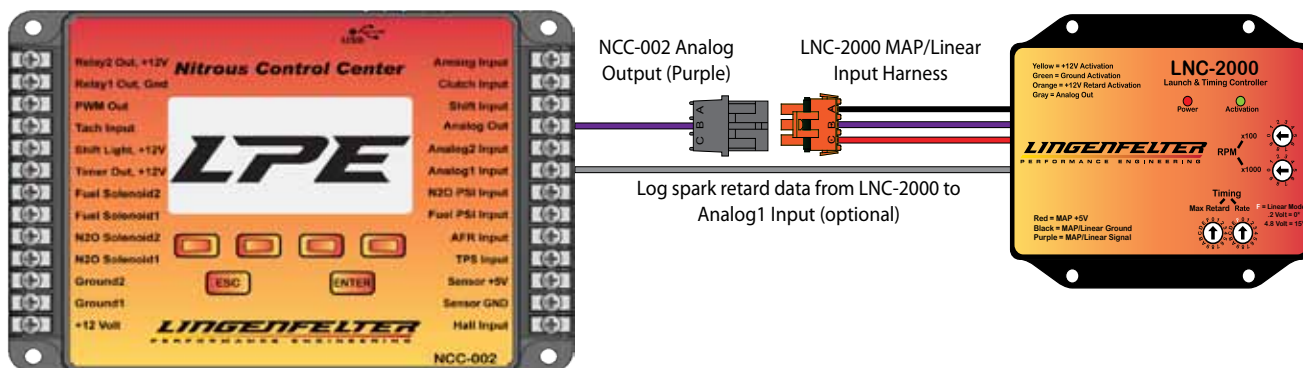 USB
Nitrous Control Center
Relay2 Out, +12V
Relay1 Out, Gnd
PWM Out
Tach Input
Shift Light, +12V
Timer Out, +12V
Fuel Solenoid2
Fuel Solenoid1
N2O Solenoid2
N2O Solenoid1
Ground2
Ground1
+12 Volt
LPE
ESC
ENTER
Arming Input
Clutch Input
Shift Input
Analog Out
Analog2 Input
Analog1 Input
N2O PSI Input
Fuel PSI Input
AFR Input
TPS Input
Sensor +5V
Sensor GND
Hall Input
LINGENFELTER
PERFORMANCE ENGINEERING
NCC-002
NCC-002 Analog
Output (Purple)
LNC-2000 MAP/Linear
Input Harness
A
B
C
A
B
C
Log spark retard data from LNC-2000 to
Analog1 Input (optional)
Yellow = +12V Activation
Green = Ground Activation
Orange = +12V Retard Activation
Gray = Analog Out
LNC-2000
Launch & Timing Controller
Power
Activation
LINGENFELTER
PERFORMANCE ENGINEERING
x100
RPM
x1000
Timing
Max Retard
Rate
F = Linear Mode
.2 Volt = 0°
4.8 Volt = 15°
Red = MAP +5V
Black = MAP/Linear Ground
Purple = MAP/Linear Signal